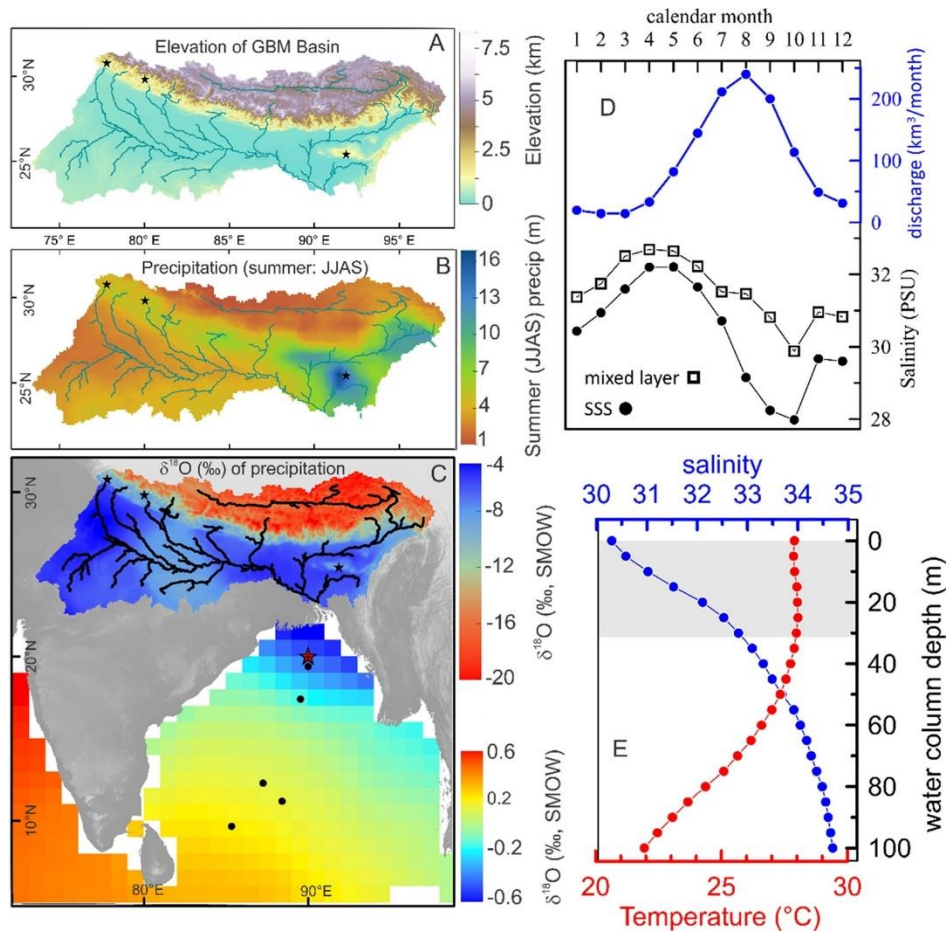 Elevation of GBM Basin
A
30°N
25°N
75° E
80° E
85° E
90° E
95° E
7.5
5
2.5
0
Elevation (km)
Precipitation (summer: JJAS)
B
30°N
25°N
16
13
10
7
4
1
Summer (JJAS) precip (m)
δ18O (‰) of precipitation
C
30°N
20°N
10°N
80°E
90°E
-4
-8
-12
-16
-20
δ18O (‰, SMOW)
0.6
0.2
-0.2
-0.6
δ18O (‰, SMOW)
calendar month
1 2 3 4 5 6 7 8 9 10 11 12
D
200
100
0
discharge (km3/month)
32
30
28
Salinity (PSU)
mixed layer
SSS
salinity
30 31 32 33 34 35
0
20
40
60
80
100
water column depth (m)
E
20 25 30
Temperature (°C)